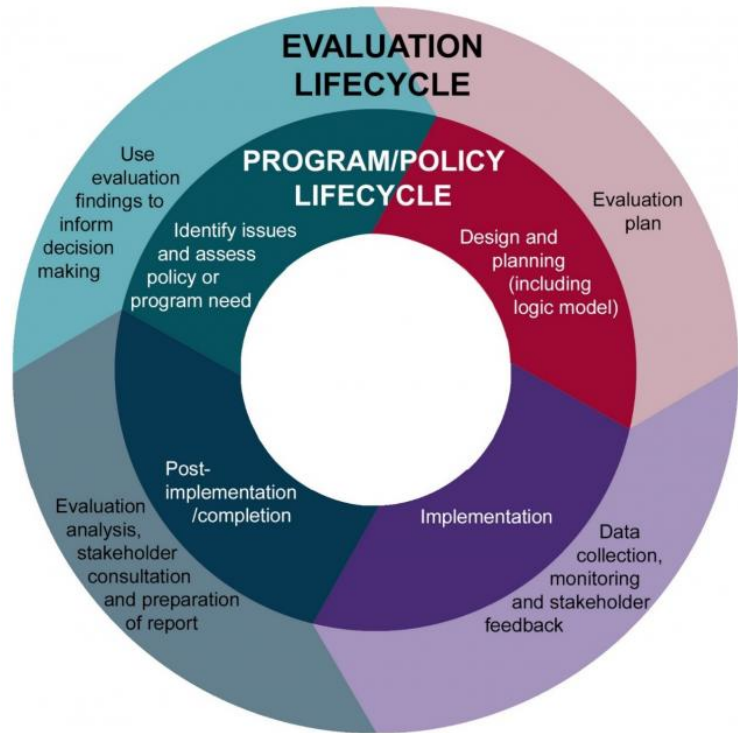 EVALUATION
LIFECYCLE
PROGRAM/POLICY
LIFECYCLE
Use
evaluation
findings to
inform
decision
making
Identify issues
and assess
policy or
program need
Design and
planning
(including
logic model)
Evaluation
plan
Post-
implementation
/completion
Implementation
Evaluation
analysis,
stakeholder
consultation
and preparation
of report
Data
collection,
monitoring
and stakeholder
feedback